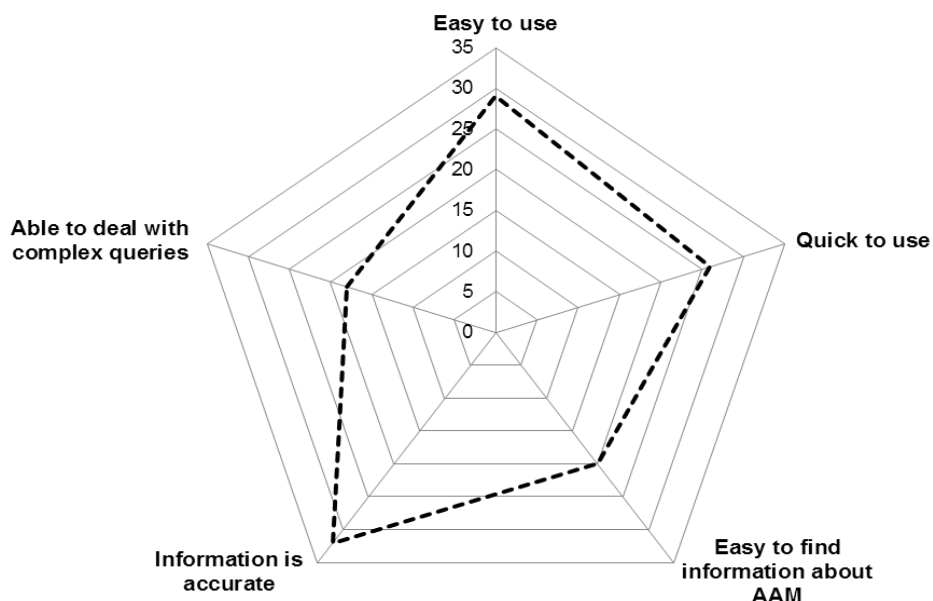 Easy to use
35
30
25
20
15
10
5
0
Able to deal with
complex queries
Quick to use
Information is
accurate
Easy to find
information about
AAM